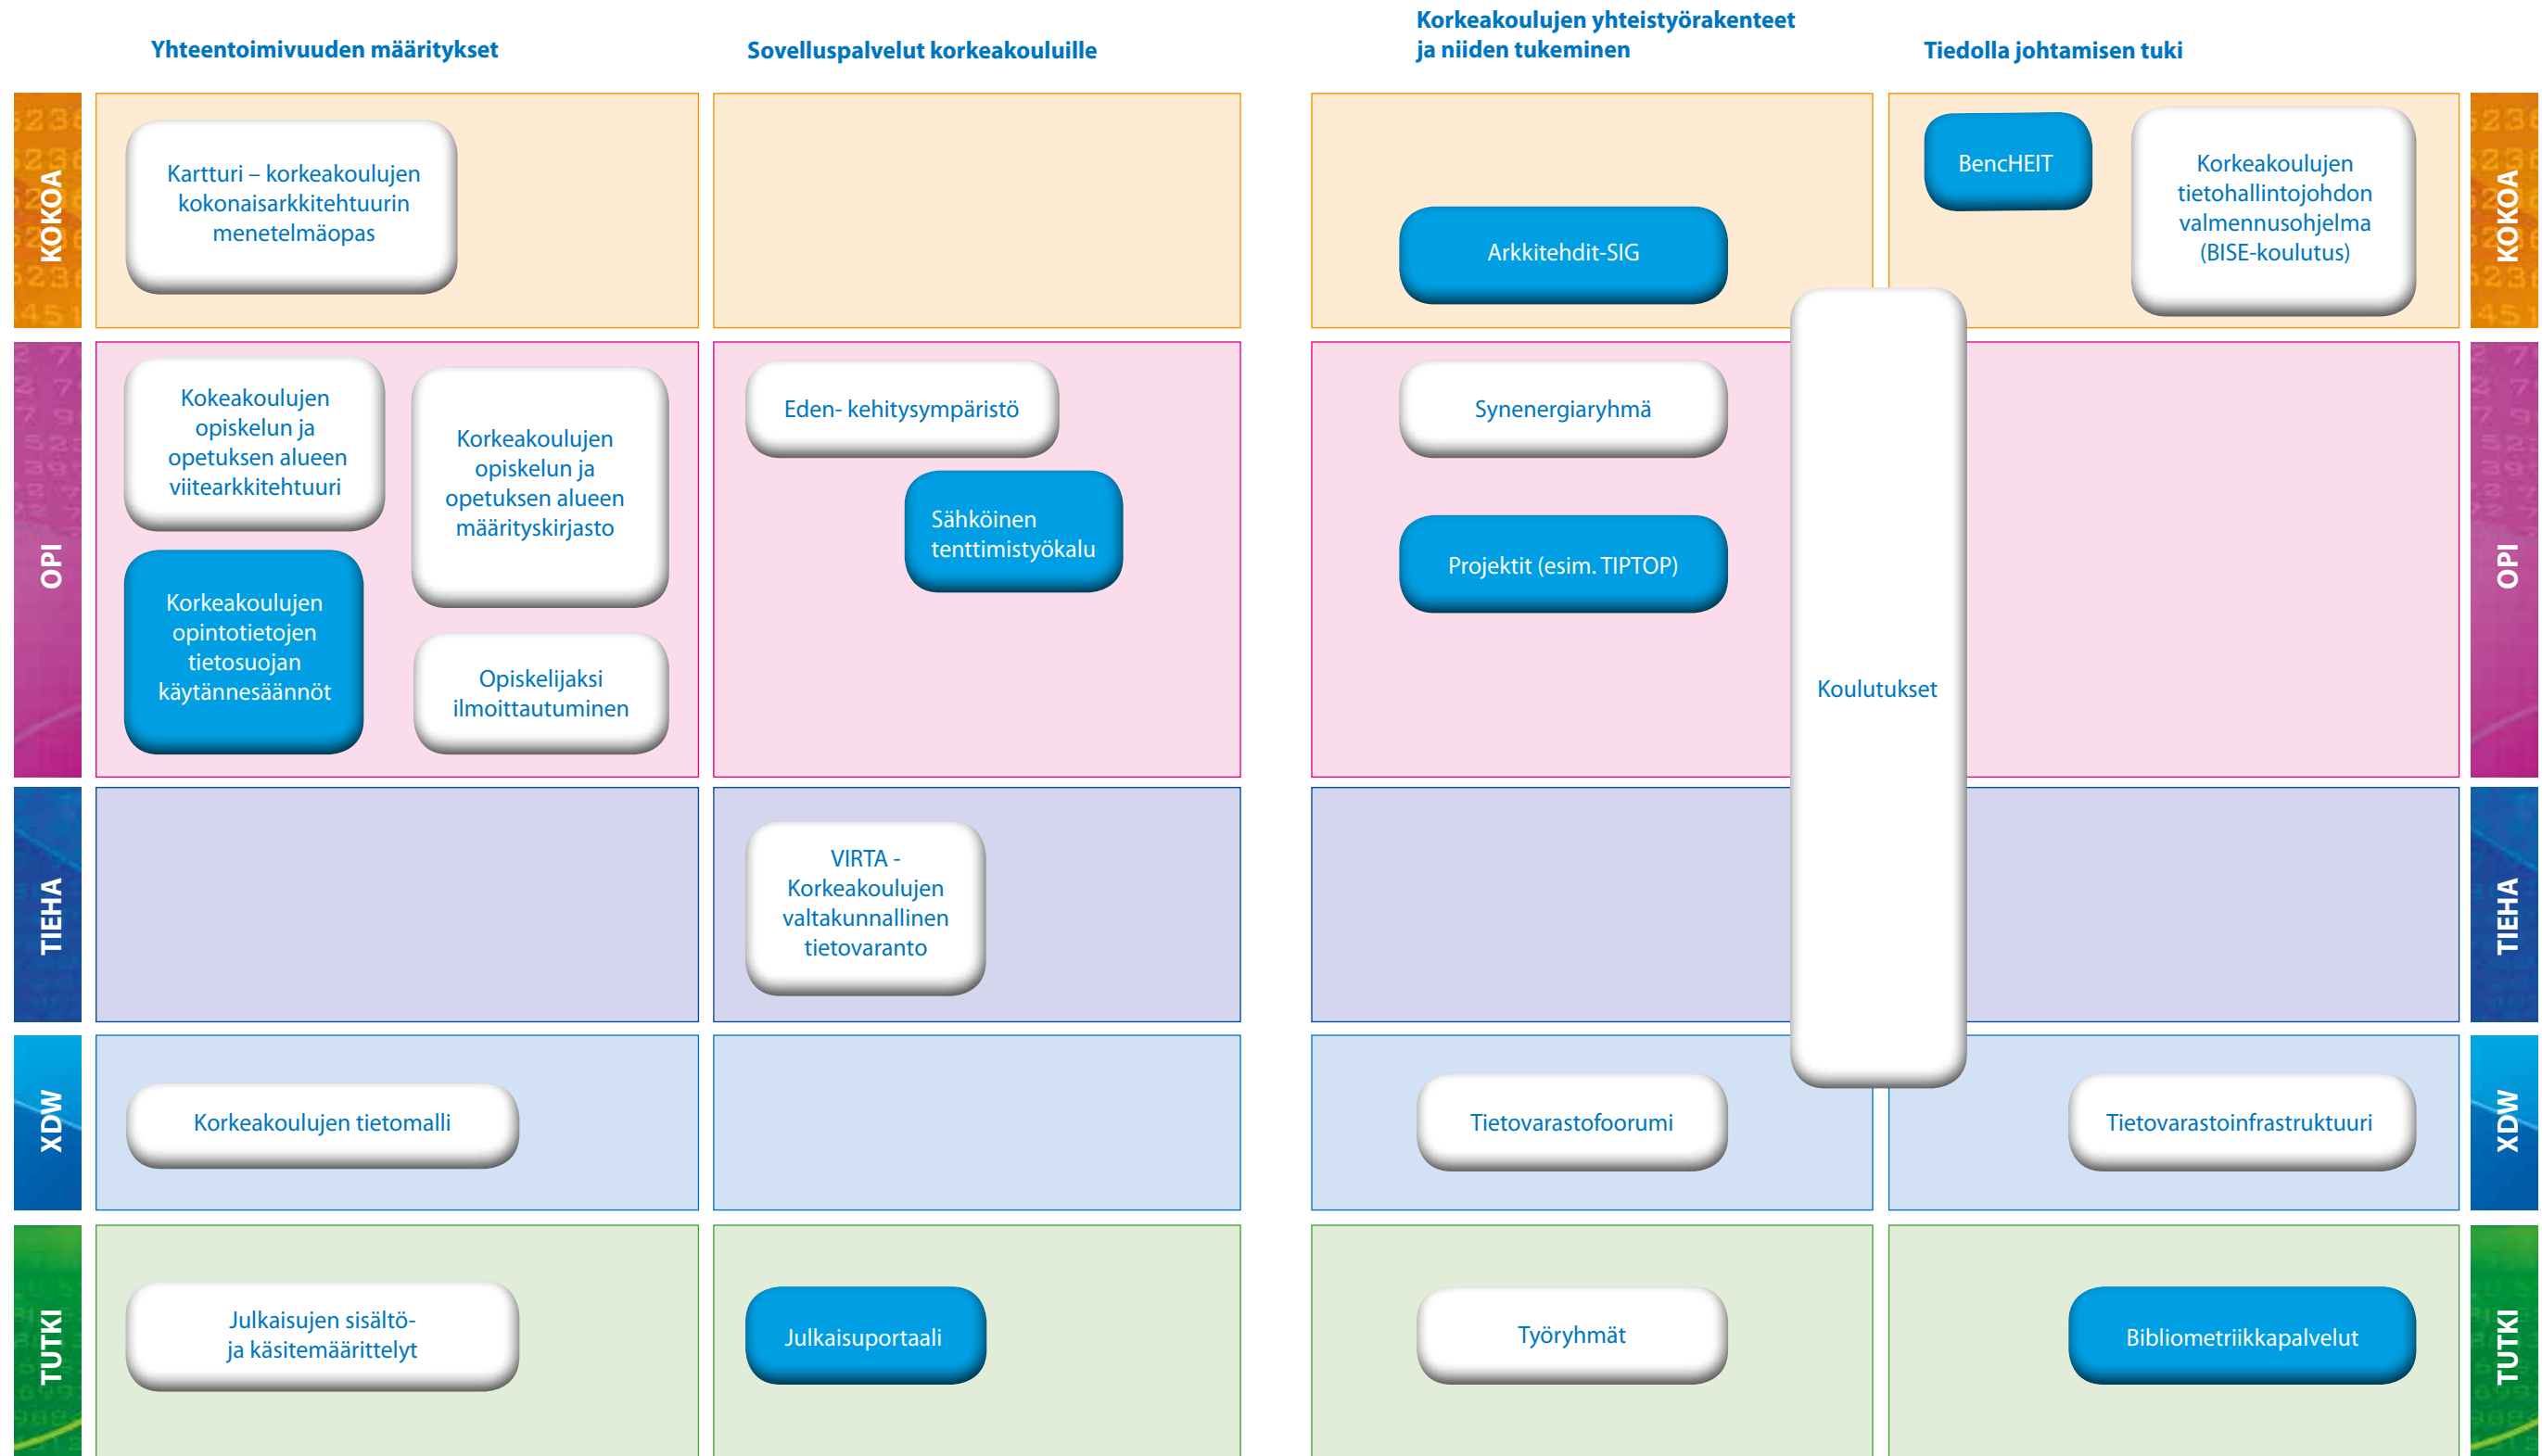 Yhteentoimivuuden määritykset
Sovelluspalvelut korkeakouluille
Korkeakoulujen yhteistyörakenteet
ja niiden tukeminen
Tiedolla johtamisen tuki
KOKOA
Kartturi – korkeakoulujen
kokonaisarkkitehtuurin
menetelmäopas
Arkkitehdit-SIG
BencHEIT
Korkeakoulujen
tietohallintojohdon
valmennusohjelma
(BISE-koulutus)
KOKOA
OPI
Kokeakoulujen
opiskelun ja
opetuksen alueen
viitearkkitehtuuri
Korkeakoulujen
opiskelun ja
opetuksen alueen
määrityskirjasto
Korkeakoulujen
opintotietojen
tietosuojan
käytännesäännöt
Opiskelijaksi
ilmoittautuminen
Eden- kehitysympäristö
Sähköinen
tenttimistyökalu
Synenergiaryhmä
Projektit (esim. TIPTOP)
Koulutukset
OPI
TIEHA
VIRTA -
Korkeakoulujen
valtakunnallinen
tietovaranto
TIEHA
XDW
Korkeakoulujen tietomalli
Tietovarastofoorumi
Tietovarastoinfrastruktuuri
XDW
TUTKI
Julkaisujen sisältö-
ja käsitemäärittelyt
Julkaisuportaali
Työryhmät
Bibliometriikkapalvelut
TUTKI